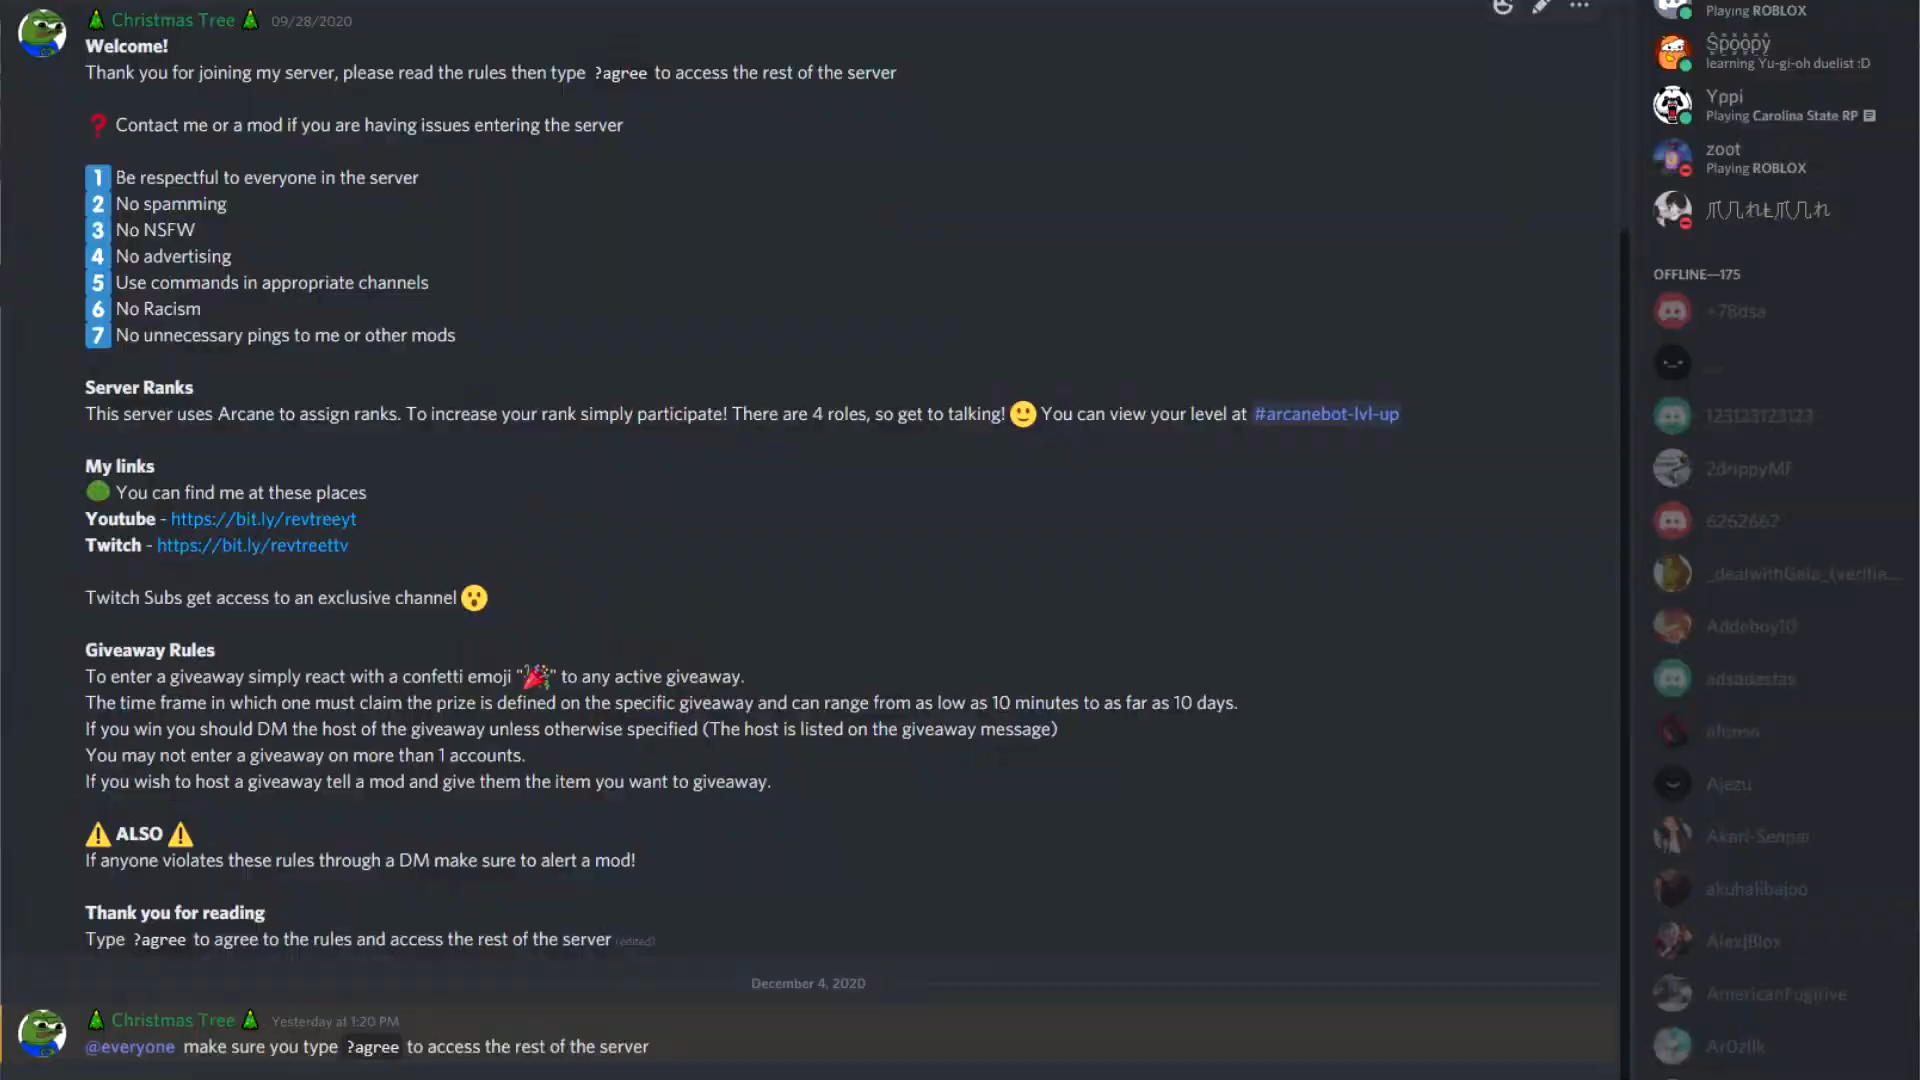 Christmas Tree 09/28/2020
Welcome!
Thank you for joining my server, please read the rules then type ?agree to access the rest of the server
Contact me or a mod if you are having issues entering the server
1 Be respectful to everyone in the server
2 No spamming
3 No NSFW
4 No advertising
5 Use commands in appropriate channels
6 No Racism
7 No unnecessary pings to me or other mods
Server Ranks
This server uses Arcane to assign ranks. To increase your rank simply participate! There are 4 roles, so get to talking! You can view your level at #arcanebot-lvl-up
My links
You can find me at these places
Youtube - https://bit.ly/revtreeyt
Twitch - https://bit.ly/revtreettv
Twitch Subs get access to an exclusive channel
Giveaway Rules
To enter a giveaway simply react with a confetti emoji "🎉" to any active giveaway.
The time frame in which one must claim the prize is defined on the specific giveaway and can range from as low as 10 minutes to as far as 10 days.
If you win you should DM the host of the giveaway unless otherwise specified (The host is listed on the giveaway message)
You may not enter a giveaway on more than 1 accounts.
If you wish to host a giveaway tell a mod and give them the item you want to giveaway.
ALSO
If anyone violates these rules through a DM make sure to alert a mod!
Thank you for reading
Type ?agree to agree to the rules and access the rest of the server (edited)
December 4, 2020
Christmas Tree Yesterday at 1:20 PM
@everyone make sure you type ?agree to access the rest of the server
Playing ROBLOX
Spoopy
learning Yu-gi-oh duelist :D
Yppi
Playing Carolina State RP
zoot
Playing ROBLOX
OFFLINE—175
+78dsa
123123123123
2drippyMF
6262662
Addeboy10
adsadastas
Ajezu
Akari-Senpai
akuhalibajoo
Alex|Blox
AmericanFugitive